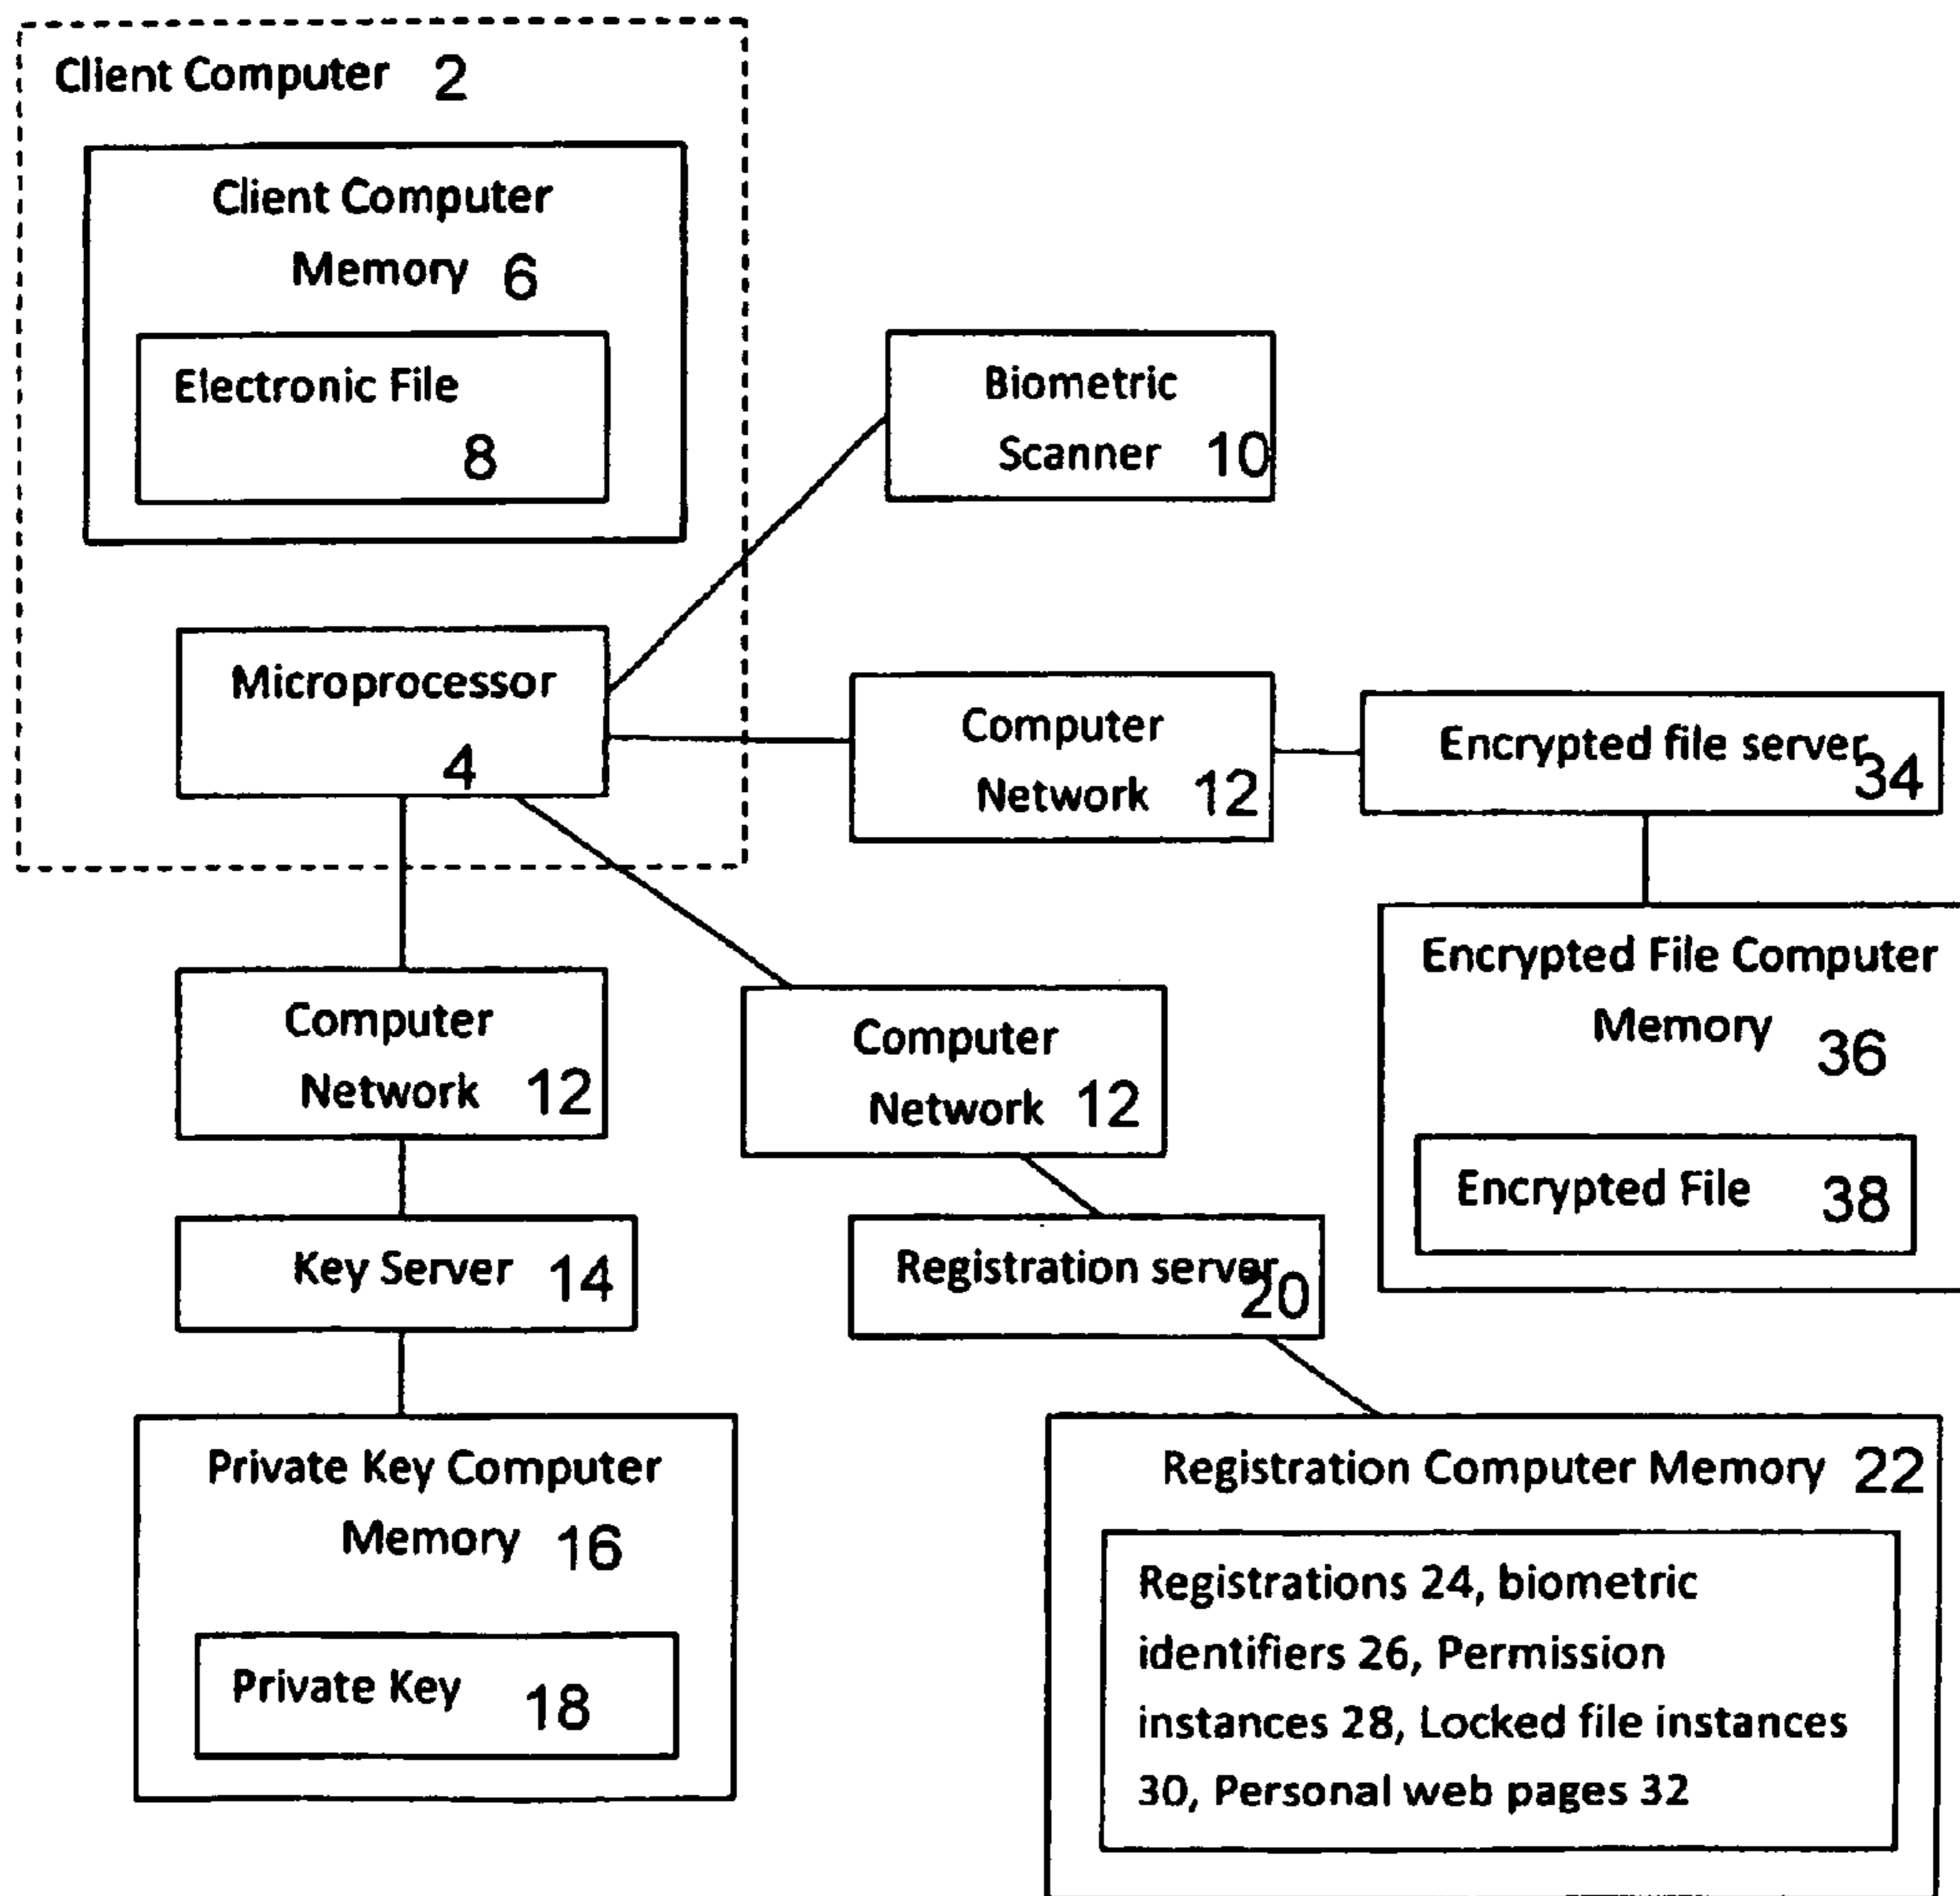 Client Computer 2
Client Computer
Memory 6
Electronic File
8
Biometric
Scanner 10
Microprocessor
4
Computer
Network 12
Encrypted file server
34
Encrypted File Computer
Memory 36
Encrypted File 38
Computer
Network 12
Computer
Network 12
Key Server 14
Registration server
20
Private Key Computer
Memory 16
Private Key 18
Registration Computer Memory 22
Registrations 24, biometric
identifiers 26, Permission
instances 28, Locked file instances
30, Personal web pages 32